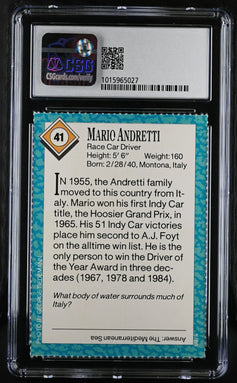 CSG
CSGcards.com/verify
1015965027
41
MARIO ANDRETTI
Race Car Driver
Height: 5' 6" Weight:160
Born: 2/28/40, Montona, Italy
IN 1955, the Andretti family
moved to this country from It-
aly. Mario won his first Indy Car
title, the Hoosier Grand Prix, in
1965. His 51 Indy Car victories
place him second to A.J. Foyt
on the alltime win list. He is the
only person to win the Driver of
the Year Award in three dec-
ades (1967, 1978 and 1984).
What body of water surrounds much of
Italy?
Answer: The Mediterranean Sea